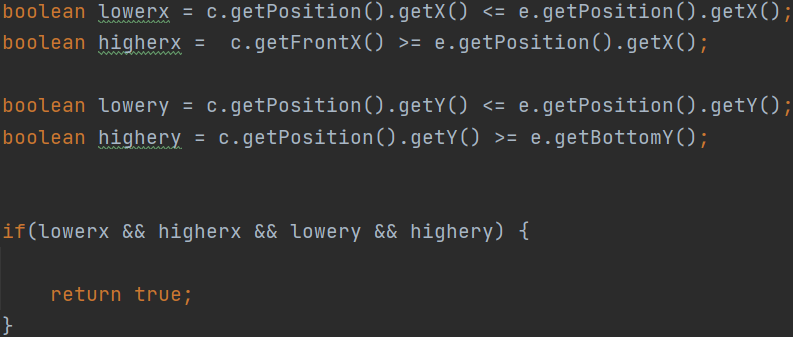 boolean lowerx = c.getPosition().getX() <= e.getPosition().getX();
boolean higherx =  c.getFrontX() >= e.getPosition().getX();
boolean lowery = c.getPosition().getY() <= e.getPosition().getY();
boolean highery = c.getPosition().getY() >= e.getBottomY();
if(lowerx && higherx && lowery && highery) {
    return true;
}